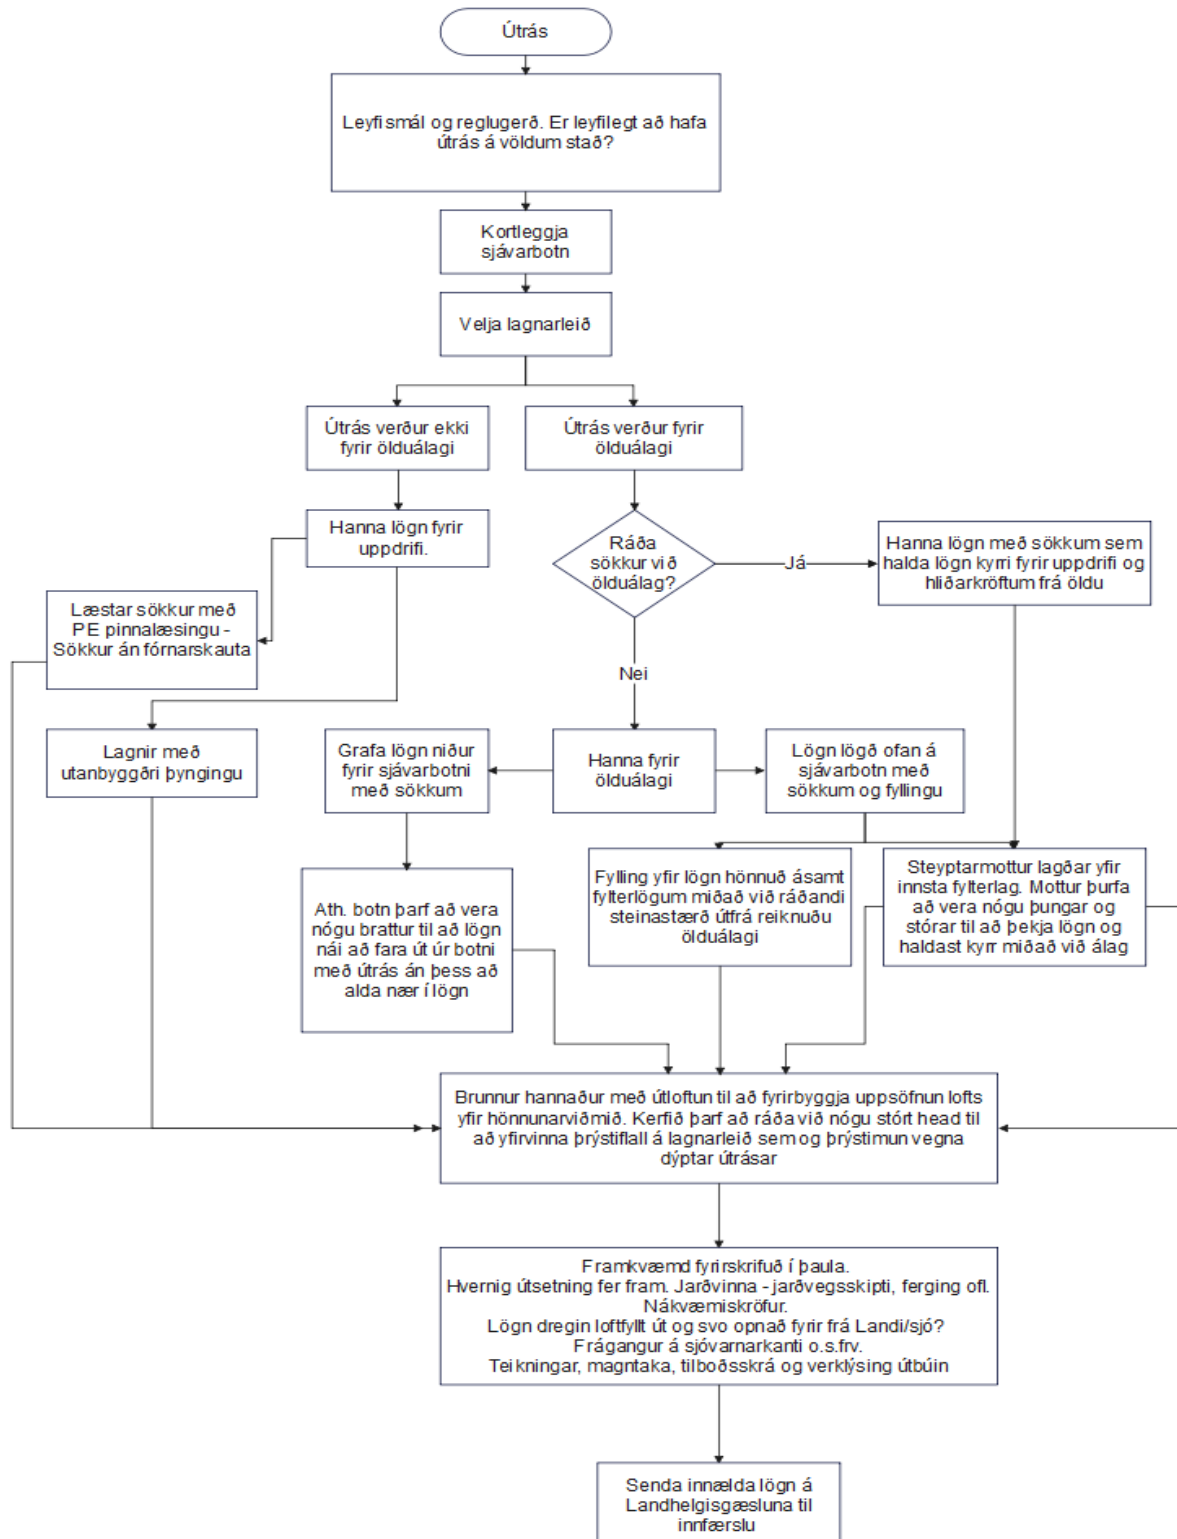 Útrás
Leyfismál og reglugerð. Er leyfilegt að hafa
útrás á völdum stað?
Kortleggja
sjávarbotn
Velja lagnarleið
Útrás verður ekki
fyrir ölduálagi
Útrás verður fyrir
ölduálagi
Hanna lögn fyrir
uppdrifi.
Ráða
sökkur við
ölduálag?
Já
Hanna lögn með sökkum sem
halda lögn kyrri fyrir uppdrifi og
hliðarkröftum frá öldu
Læstar sökkur með
PE pinnalæsingu -
Sökkur án fórnarskauta
Nei
Lagnir með
utanbyggðri þyngingu
Grafa lögn niður
fyrir sjávarbotni
með sökkum
Hanna fyrir
ölduálagi
Lögn lögð ofan á
sjávarbotn með
sökkum og fyllingu
Ath. botn þarf að vera
nógu brattur til að lögn
nái að fara út úr botni
með útrás án þess að
alda nær í lögn
Fylling yfir lögn hönnuð ásamt
fylterlögum miðað við ráðandi
steinastærð útfrá reiknuðu
ölduálagi
Steyptarmottur lagðar yfir
innsta fylterlag. Mottur þurfa
að vera nógu þungar og
stórar til að þekja lögn og
haldast kyrr miðað við álag
Brunnur hannaður með útloftun til að fyrirbyggja uppsöfnun lofts
yfir hönnunarviðmið. Kerfið þarf að ráða við nógu stórt head til
að yfirvinna þrýstiflall á lagnarleið sem og þrýstimun vegna
dýptar útrásar
Framkvæmd fyrirskrifuð í þaula.
Hvernig útsetning fer fram. Jarðvinna - jarðvegsskipti, ferging ofl.
Nákvæmiskröfur.
Lögn dregin loftfyllt út og svo opnað fyrir frá Landi/sjó?
Frágangur á sjóvarnarkanti o.s.frv.
Teikningar, magntaka, tilboðsskrá og verklýsing útbúin
Senda innælda lögn á
Landhelgisgæsluna til
innfærslu